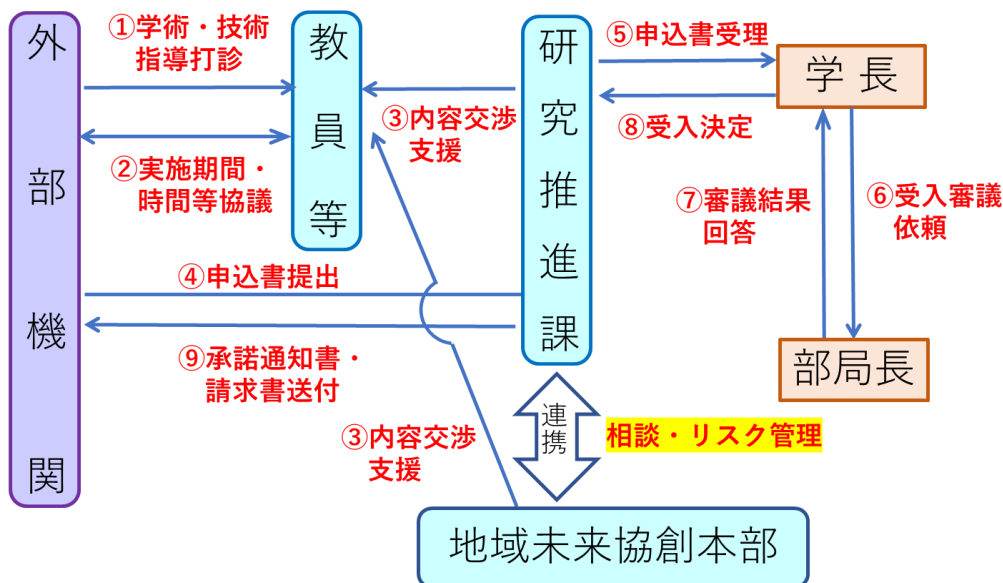 外部機関
①学術・技術
指導打診
②実施期間・
時間等協議
教員等
③内容交渉
支援
研究推進課
⑤申込書受理
⑧受入決定
学長
⑦審議結果
回答
⑥受入審議
依頼
部局長
④申込書提出
⑨承諾通知書・
請求書送付
③内容交渉
支援
連携
相談・リスク管理
地域未来協創本部